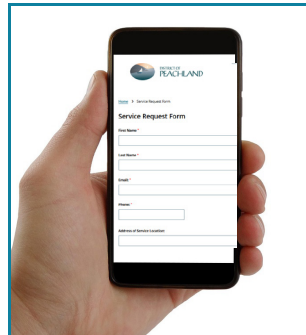 DISTRICT OF
PEACHLAND
Home > Service Request Form
Service Request Form
First Name *
Last Name *
Email *
Phone *
Address of Service Location